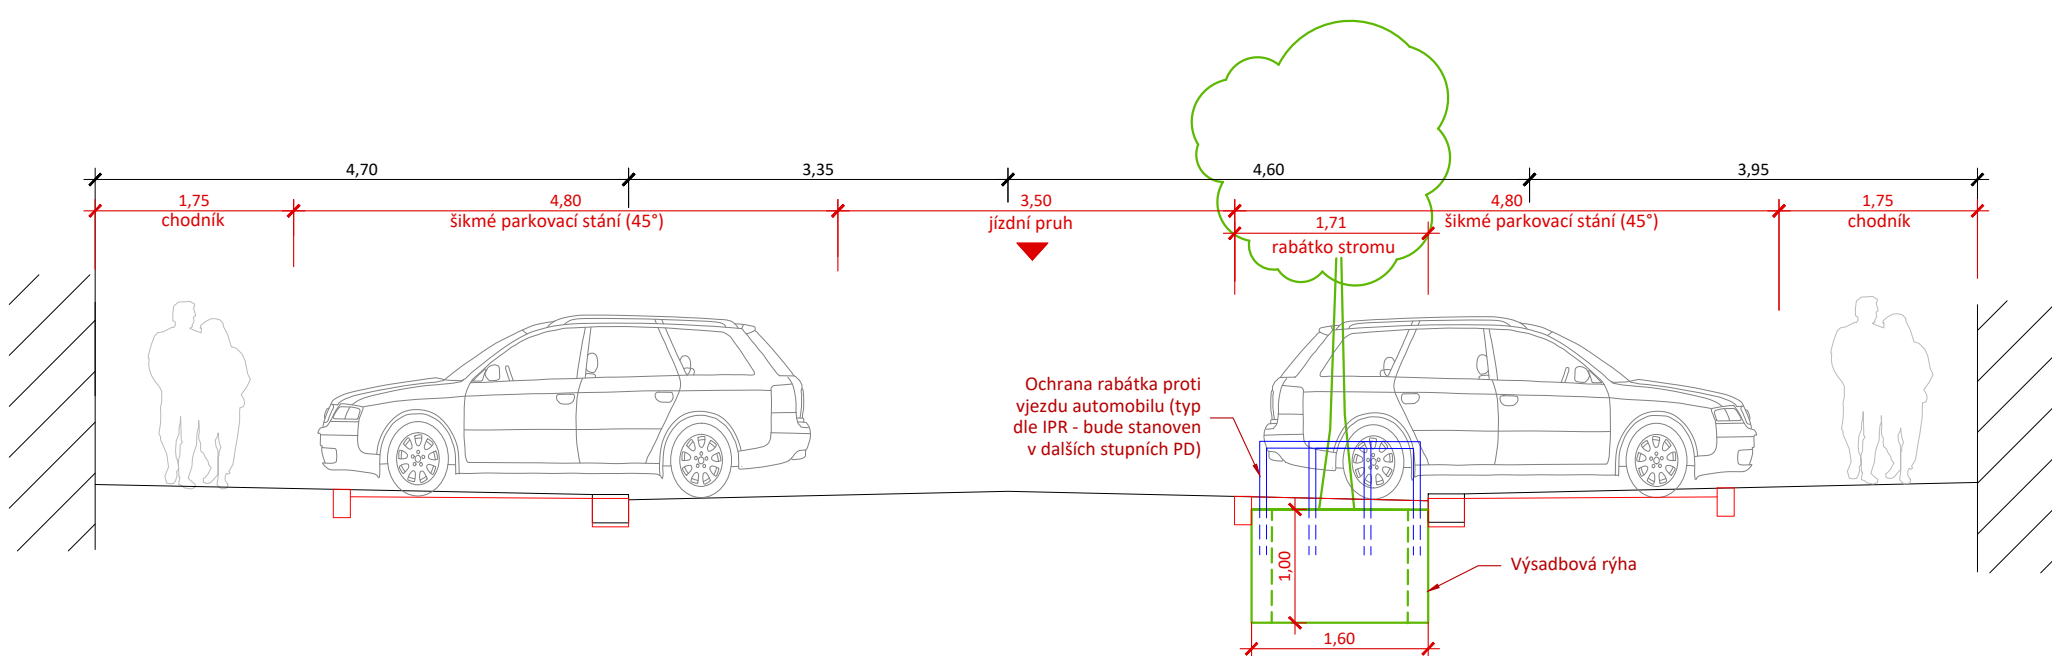 4,70 3,35 4,60 3,95
1,75 4,80 3,50 4,80 1,75
chodník šikmé parkovací stání (45°) jízdní pruh šikmé parkovací stání (45°) chodník
1,71
rabátko stromu
Ochrana rabátka proti
vjezdu automobilu (typ
dle IPR - bude stanoven
v dalších stupních PD)
1,00
Výsadbová rýha
1,60